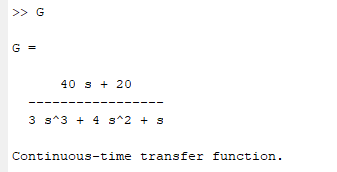 >> G
G =
40 s + 20
-----------------
3 s^3 + 4 s^2 + s
Continuous-time transfer function.